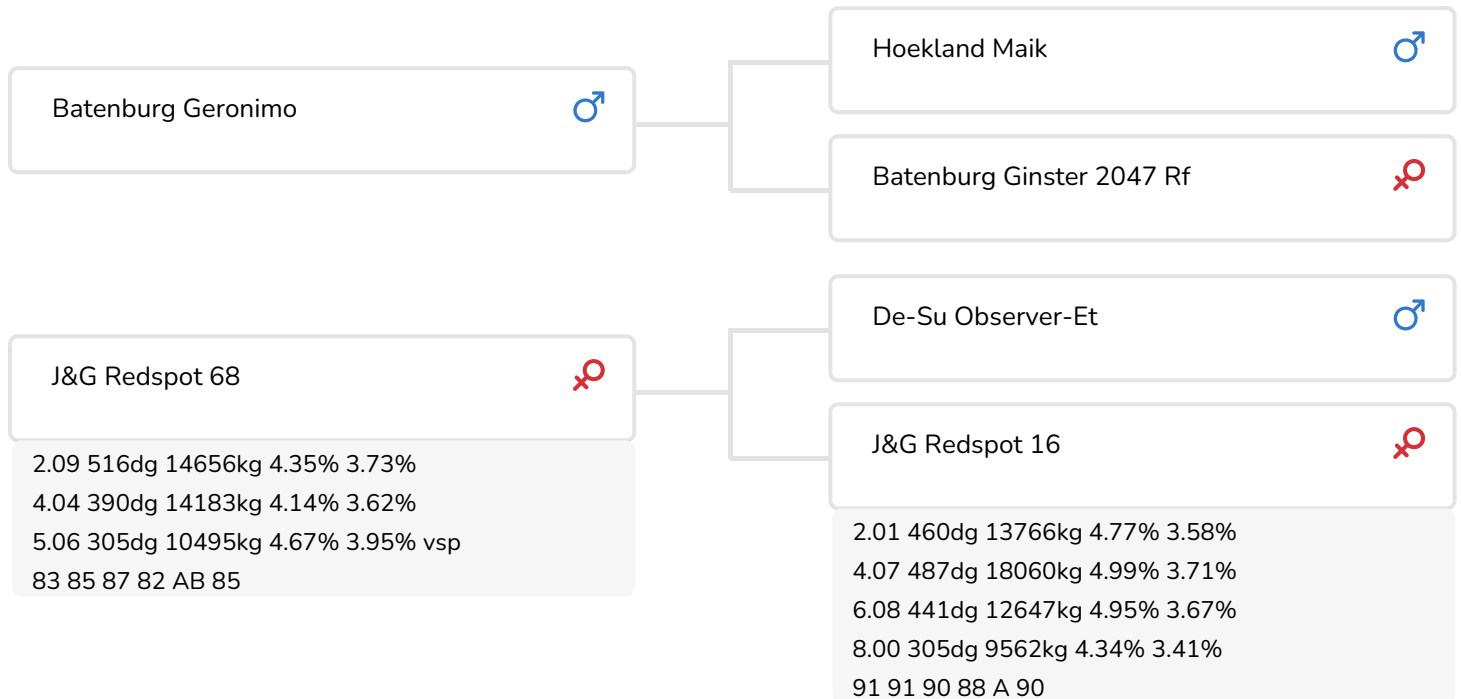 Batenburg Geronimo
Hoekland Maik
Batenburg Ginster 2047 Rf
J&G Redspot 68
2.09 516dg 14656kg 4.35% 3.73%
4.04 390dg 14183kg 4.14% 3.62%
5.06 305dg 10495kg 4.67% 3.95% vsp
83 85 87 82 AB 85
De-Su Observer-Et
J&G Redspot 16
2.01 460dg 13766kg 4.77% 3.58%
4.07 487dg 18060kg 4.99% 3.71%
6.08 441dg 12647kg 4.95% 3.67%
8.00 305dg 9562kg 4.34% 3.41%
91 91 90 88 A 90